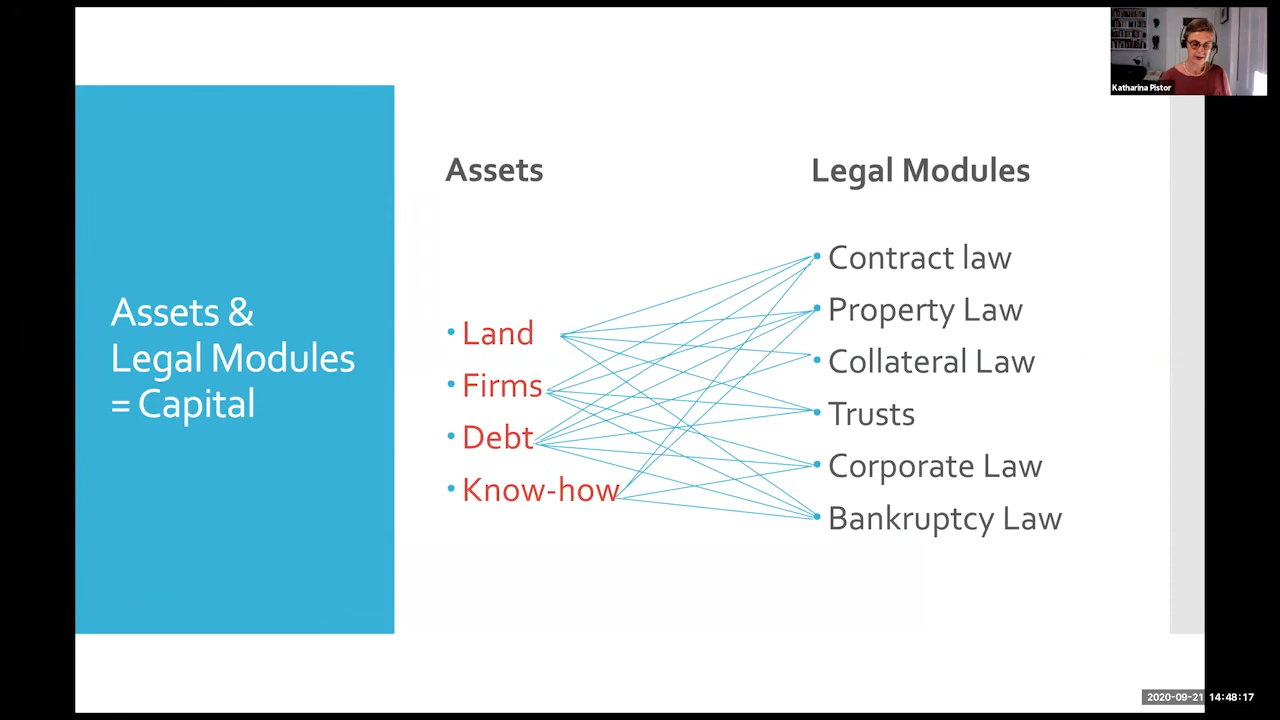 Katharina Pistor
Assets &
Legal Modules
= Capital
Assets
• Land
• Firms
• Debt
• Know-how
Legal Modules
• Contract law
• Property Law
• Collateral Law
• Trusts
• Corporate Law
• Bankruptcy Law
2020-09-21 14:48:17